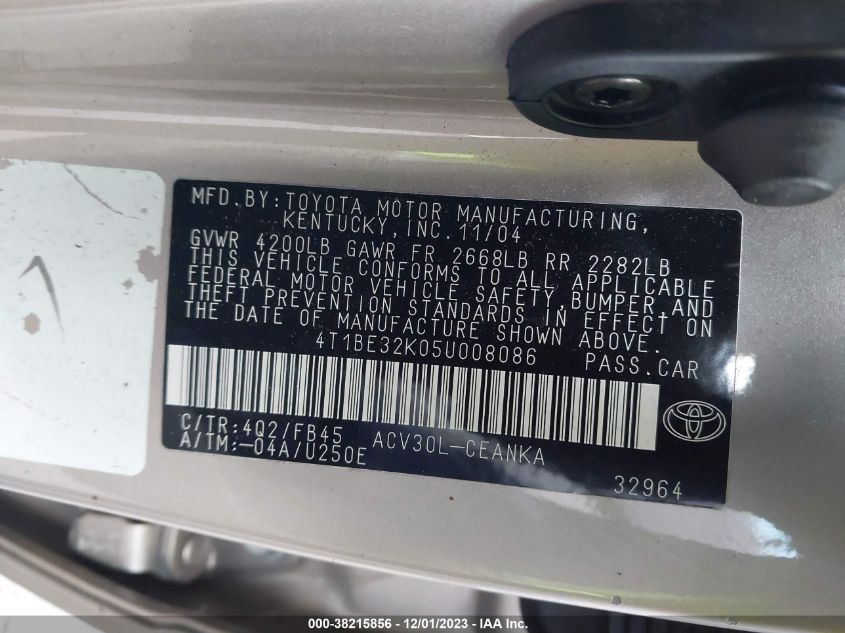 MFD.BY:TOYOTA MOTOR MANUFACTURING,
KENTUCKY,INC.11/04
GVWR 4200LB GAWR FR 2668LB RR 2282LB
THIS VEHICLE CONFORMS TO ALL APPLICABLE
FEDERAL MOTOR VEHICLE SAFETY,BUMPER,AND
THEFT PREVENTION STANDARDS IN EFFECT ON
THE DATE OF MANUFACTURE SHOWN ABOVE.
4T1BE32K05U008086 PASS.CAR
C/TR:4Q2/FB45 ACV30L-CEANKA
A/TM:-04A/U250E
32964
000-38215856 / 12/01/2023 - IAA Inc.